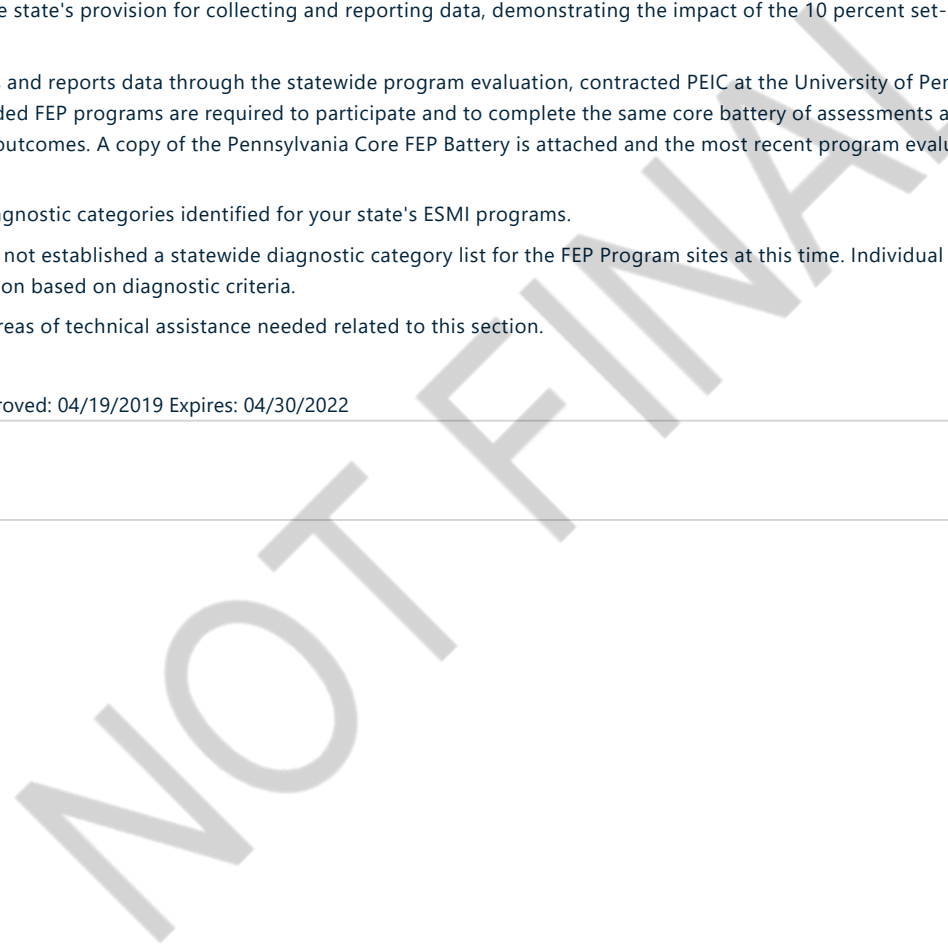 e state's provision for collecting and reporting data, demonstrating the impact of the 10 percent set-
and reports data through the statewide program evaluation, contracted PEIC at the University of Pen
ded FEP programs are required to participate and to complete the same core battery of assessments a
outcomes. A copy of the Pennsylvania Core FEP Battery is attached and the most recent program evalu
gnostic categories identified for your state's ESMI programs.
not established a statewide diagnostic category list for the FEP Program sites at this time. Individual
on based on diagnostic criteria.
reas of technical assistance needed related to this section.
roved: 04/19/2019 Expires: 04/30/2022
NOT FINAL